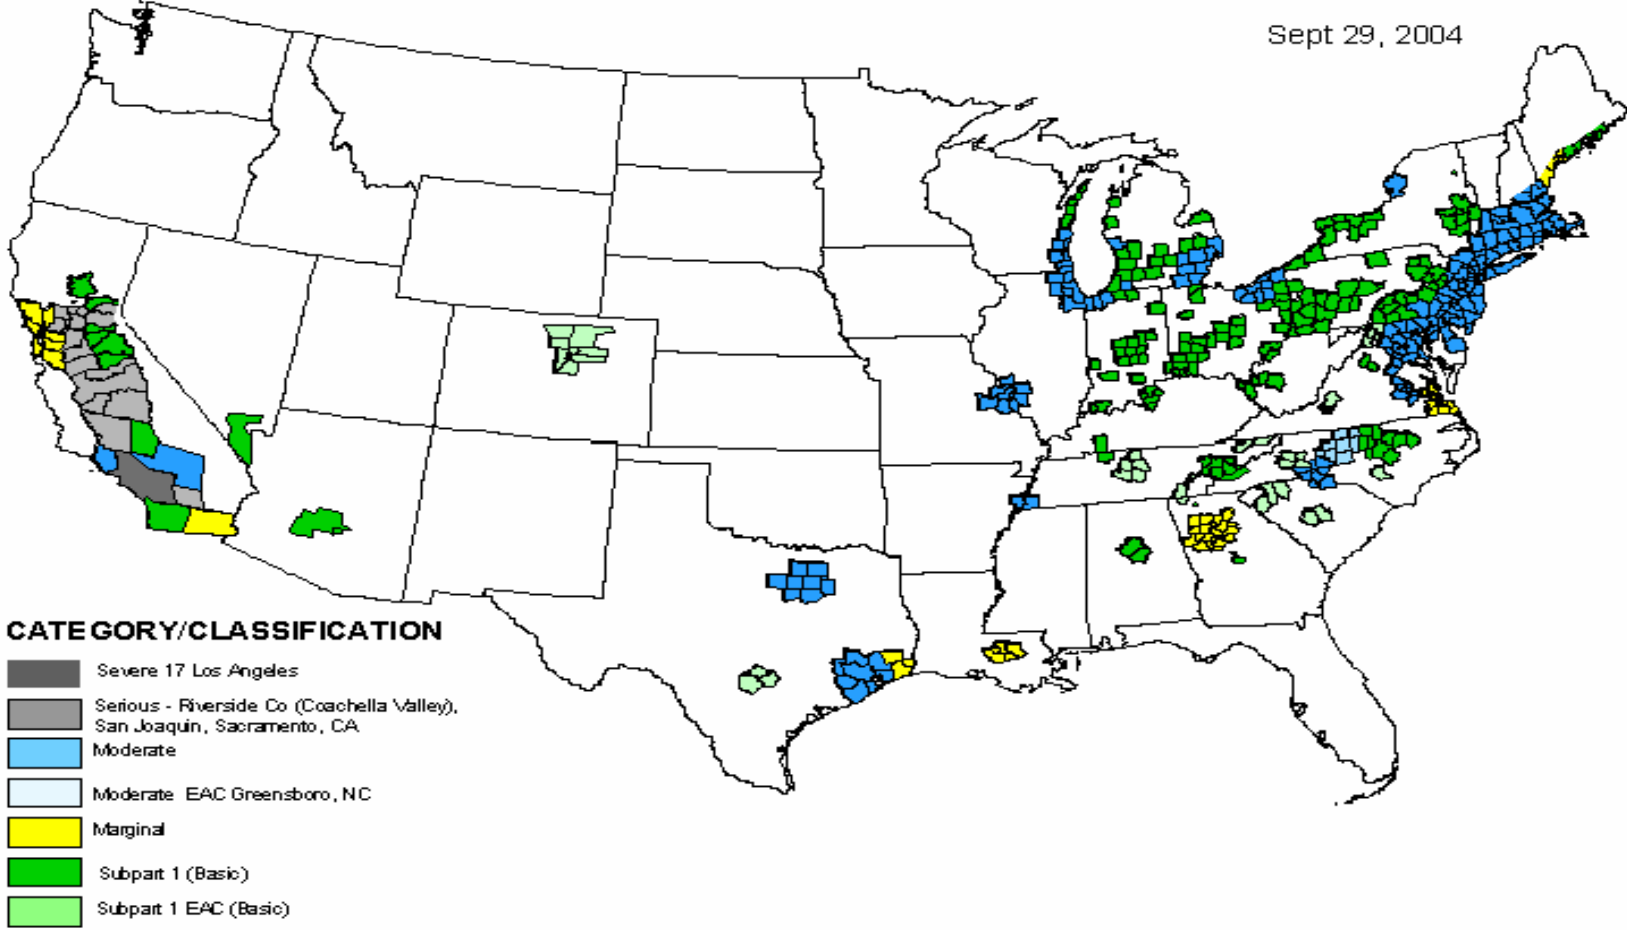 Sept 29, 2004
CATEGORY/CLASSIFICATION
Severe 17 Los Angeles
Serious - Riverside Co (Coachella Valley),
San Joaquin, Sacramento, CA
Moderate
Moderate EAC Greensboro, NC
Marginal
Subpart 1 (Basic)
Subpart 1 EAC (Basic)